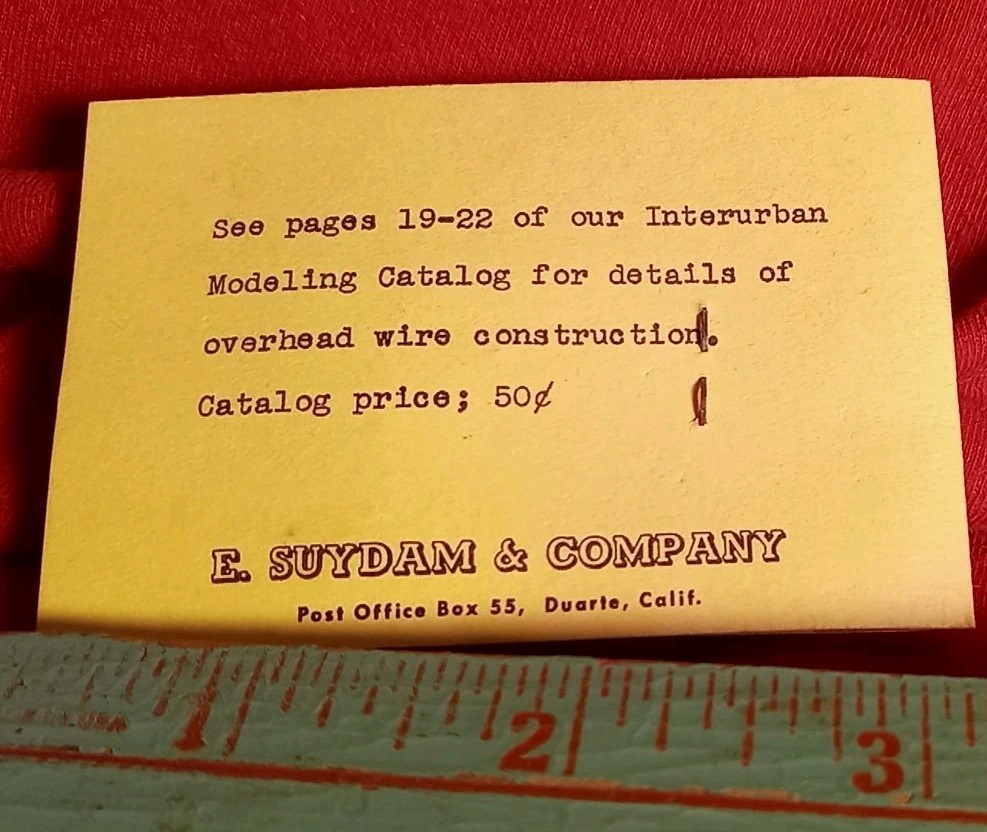 See pages 19-22 of our Interurban
Modeling Catalog for details of
overhead wire construction.
Catalog price; 50¢
E. SUYDAM & COMPANY
Post Office Box 55, Duarte, Calif.
1 2 3